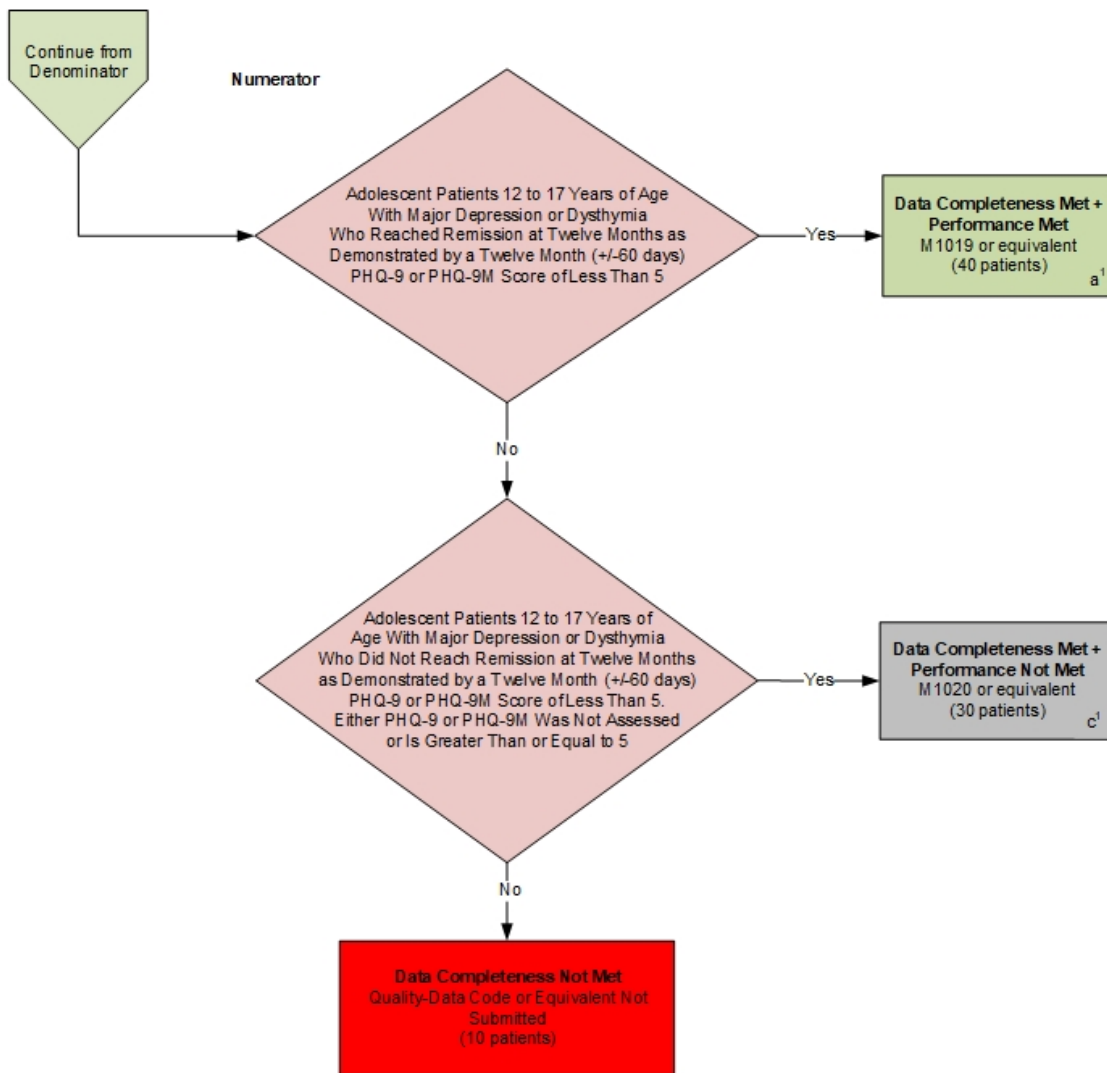 Continue from
Denominator
Numerator
Adolescent Patients 12 to 17 Years of Age
With Major Depression or Dysthymia
Who Reached Remission at Twelve Months as
Demonstrated by a Twelve Month (+/-60 days)
PHQ-9 or PHQ-9M Score of Less Than 5
Yes
Data Completeness Met +
Performance Met
M1019 or equivalent
(40 patients)
a¹
No
Adolescent Patients 12 to 17 Years of
Age With Major Depression or Dysthymia
Who Did Not Reach Remission at Twelve Months
as Demonstrated by a Twelve Month (+/-60 days)
PHQ-9 or PHQ-9M Score of Less Than 5.
Either PHQ-9 or PHQ-9M Was Not Assessed
or Is Greater Than or Equal to 5
Yes
Data Completeness Met +
Performance Not Met
M1020 or equivalent
(30 patients)
c¹
No
Data Completeness Not Met
Quality-Data Code or Equivalent Not
Submitted
(10 patients)